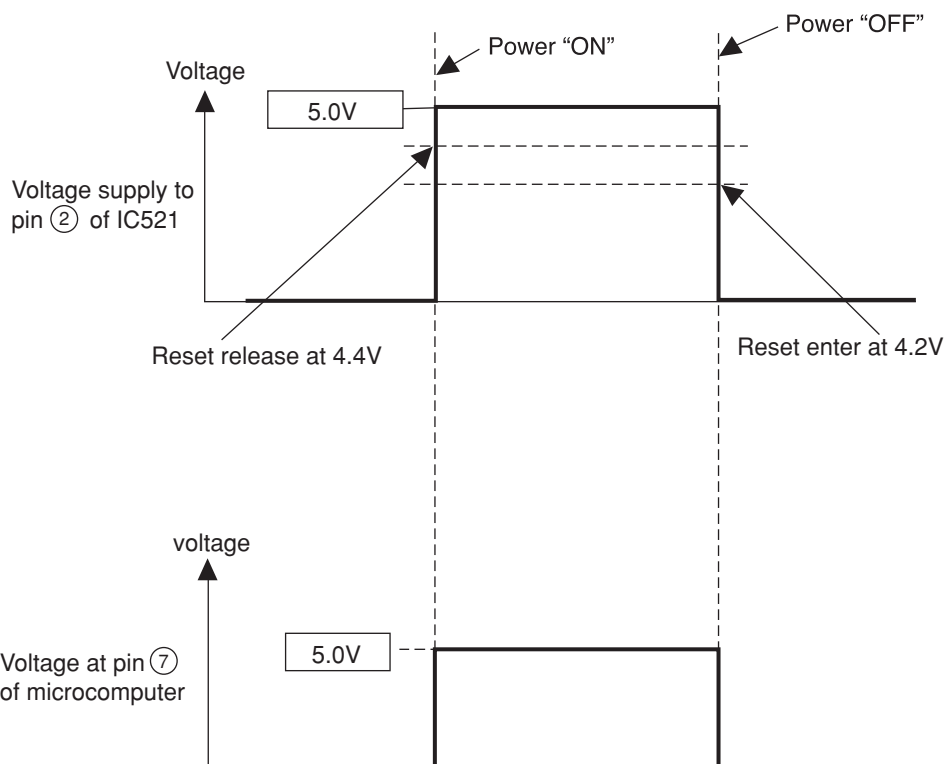 Power “ON”
Power “OFF”
Voltage
5.0V
Voltage supply to
pin ② of IC521
Reset release at 4.4V
Reset enter at 4.2V
voltage
5.0V
Voltage at pin ⑦
of microcomputer